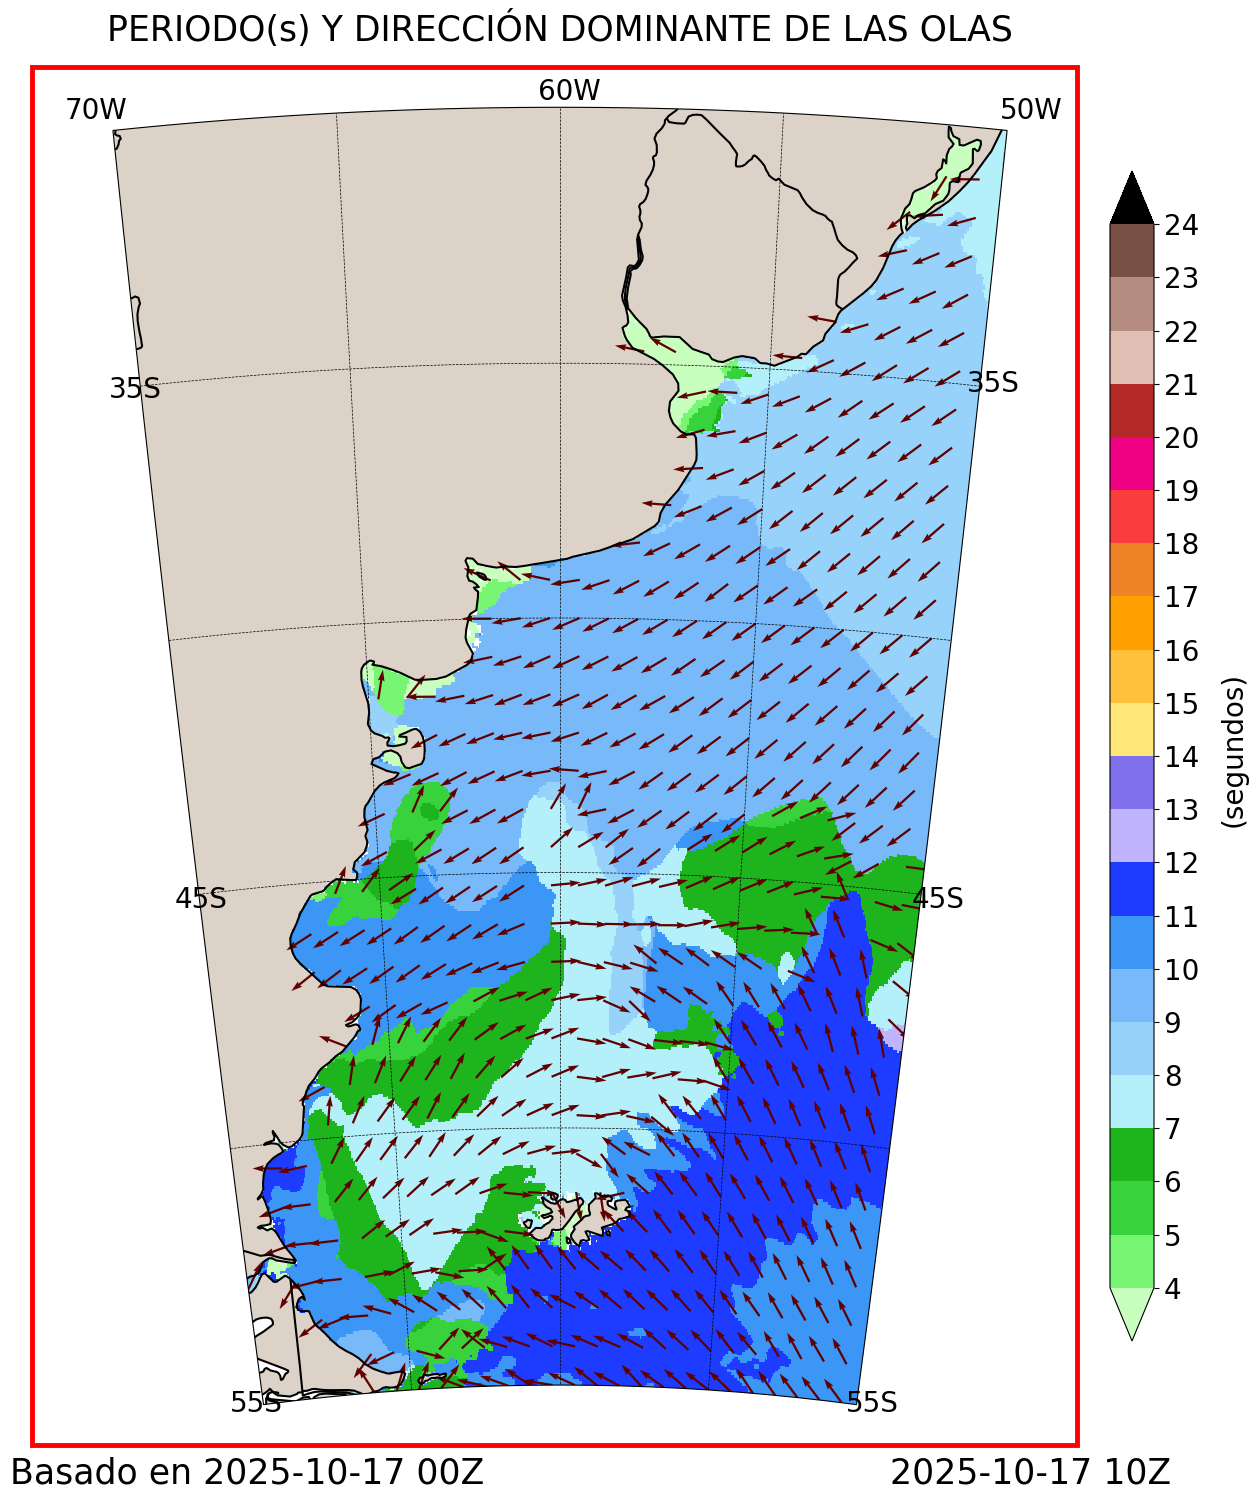 PERIODO(s) Y DIRECCIÓN DOMINANTE DE LAS OLAS
70W
60W
50W
35S
35S
45S
45S
55S
55S
24
23
22
21
20
19
18
17
16
15
14
13
12
11
10
9
8
7
6
5
4
(segundos)
Basado en 2025-10-17 00Z
2025-10-17 10Z